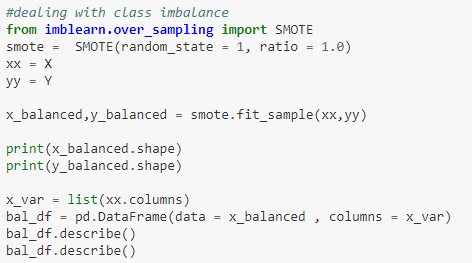 #dealing with class imbalance
from imblearn.over_sampling import SMOTE
smote =  SMOTE(random_state = 1, ratio = 1.0)
xx = X
yy = Y
x_balanced,y_balanced = smote.fit_sample(xx,yy)
print(x_balanced.shape)
print(y_balanced.shape)
x_var = list(xx.columns)
bal_df = pd.DataFrame(data = x_balanced , columns = x_var)
bal_df.describe()
bal_df.describe()